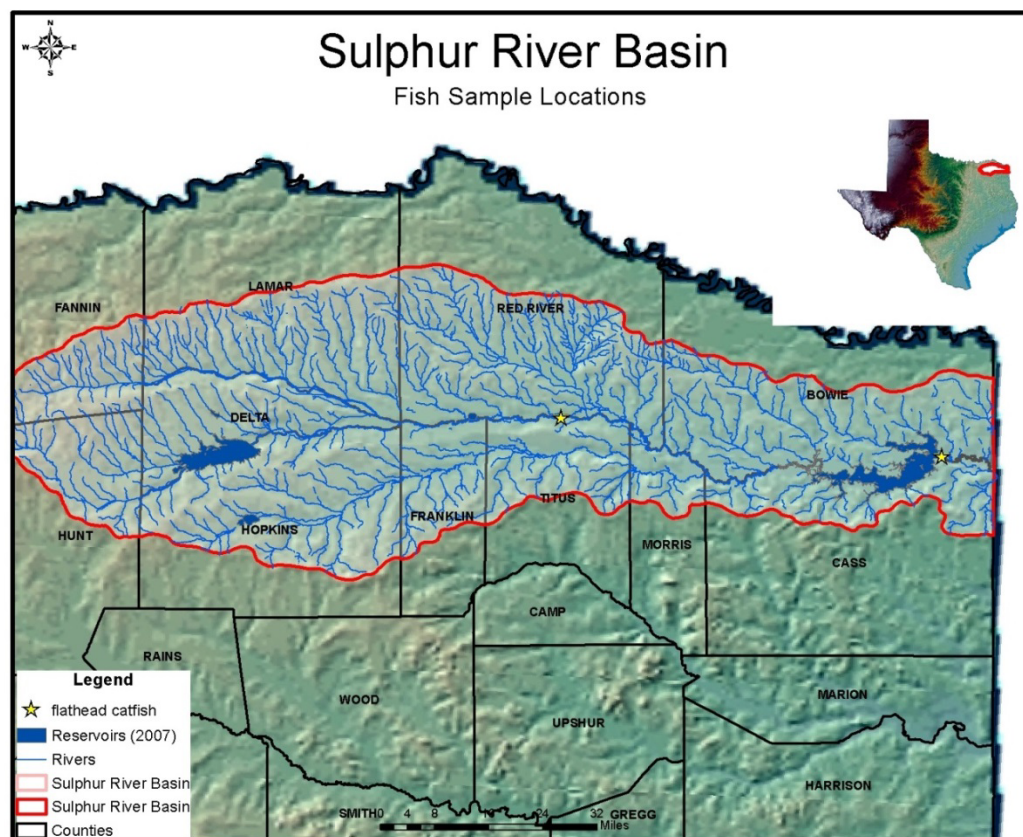 N
W E
S
Sulphur River Basin
Fish Sample Locations
LAMAR
FANNIN
RED RIVER
BOWIE
DELTA
TITUS
FRANKLIN
HOPKINS
HUNT
MORRIS
CASS
CAMP
RAINS
WOOD
MARION
UPSHUR
HARRISON
Legend
flathead catfish
Reservoirs (2007)
Rivers
Sulphur River Basin
Sulphur River Basin
Counties
SMITH
GREGG
0 4 8 16 24 32
Miles